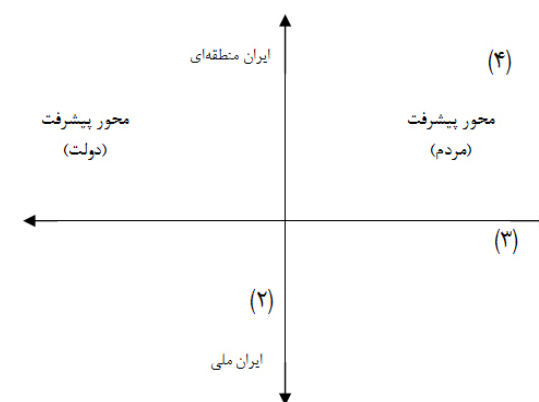 ایران منطقه‌ای
(۴)
محور پیشرفت
(مردم)
محور پیشرفت
(دولت)
(۳)
(۲)
ایران ملی